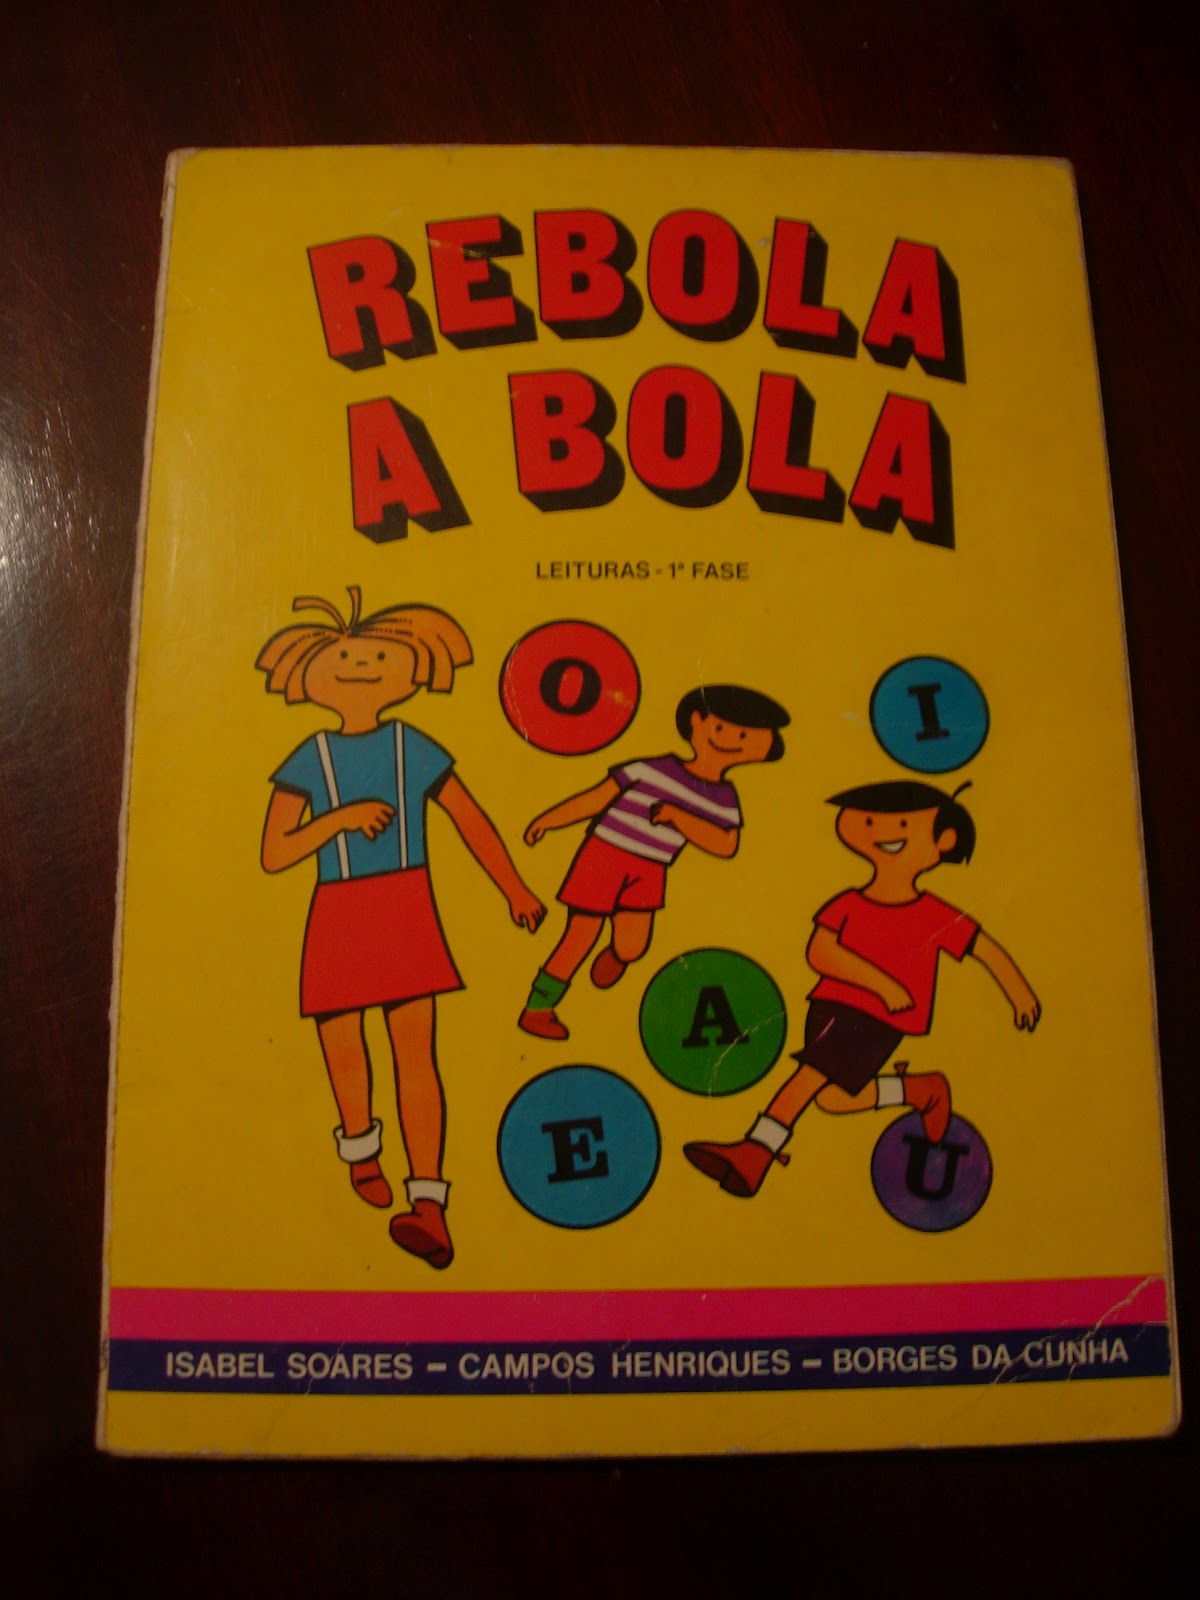 REBOLA
A BOLA
LEITURAS - 1ª FASE
O
I
A
E
U
ISABEL SOARES – CAMPOS HENRIQUES – BORGES DA CUNHA